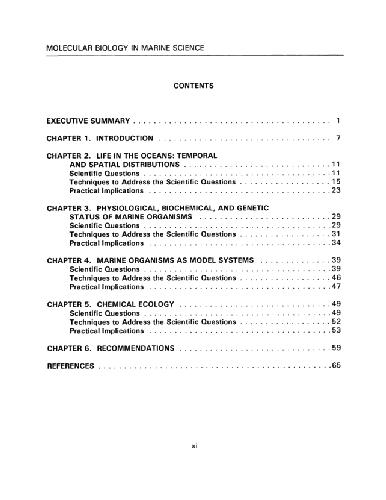 MOLECULAR BIOLOGY IN MARINE SCIENCE
CONTENTS
EXECUTIVE SUMMARY . . . . . . . . . . . . . . . . . . . . . . . . . . . . . . . . . . . . . . 1
CHAPTER 1. INTRODUCTION . . . . . . . . . . . . . . . . . . . . . . . . . . . . . . . . . 7
CHAPTER 2. LIFE IN THE OCEANS: TEMPORAL
AND SPATIAL DISTRIBUTIONS . . . . . . . . . . . . . . . . . . . . . . . . . . . . 11
Scientific Questions . . . . . . . . . . . . . . . . . . . . . . . . . . . . . . . . . . . . 11
Techniques to Address the Scientific Questions . . . . . . . . . . . . . . . . . . 15
Practical Implications . . . . . . . . . . . . . . . . . . . . . . . . . . . . . . . . . . . 23
CHAPTER 3. PHYSIOLOGICAL, BIOCHEMICAL, AND GENETIC
STATUS OF MARINE ORGANISMS . . . . . . . . . . . . . . . . . . . . . . . . . 29
Scientific Questions . . . . . . . . . . . . . . . . . . . . . . . . . . . . . . . . . . . . 29
Techniques to Address the Scientific Questions . . . . . . . . . . . . . . . . . . 31
Practical Implications . . . . . . . . . . . . . . . . . . . . . . . . . . . . . . . . . . . 34
CHAPTER 4. MARINE ORGANISMS AS MODEL SYSTEMS . . . . . . . . . . . . . . 39
Scientific Questions . . . . . . . . . . . . . . . . . . . . . . . . . . . . . . . . . . . . 39
Techniques to Address the Scientific Questions . . . . . . . . . . . . . . . . . . 46
Practical Implications . . . . . . . . . . . . . . . . . . . . . . . . . . . . . . . . . . . 47
CHAPTER 5. CHEMICAL ECOLOGY . . . . . . . . . . . . . . . . . . . . . . . . . . . . . 49
Scientific Questions . . . . . . . . . . . . . . . . . . . . . . . . . . . . . . . . . . . . 49
Techniques to Address the Scientific Questions . . . . . . . . . . . . . . . . . . 52
Practical Implications . . . . . . . . . . . . . . . . . . . . . . . . . . . . . . . . . . . 53
CHAPTER 6. RECOMMENDATIONS . . . . . . . . . . . . . . . . . . . . . . . . . . . . . 59
REFERENCES . . . . . . . . . . . . . . . . . . . . . . . . . . . . . . . . . . . . . . . . . . . . 65
xi